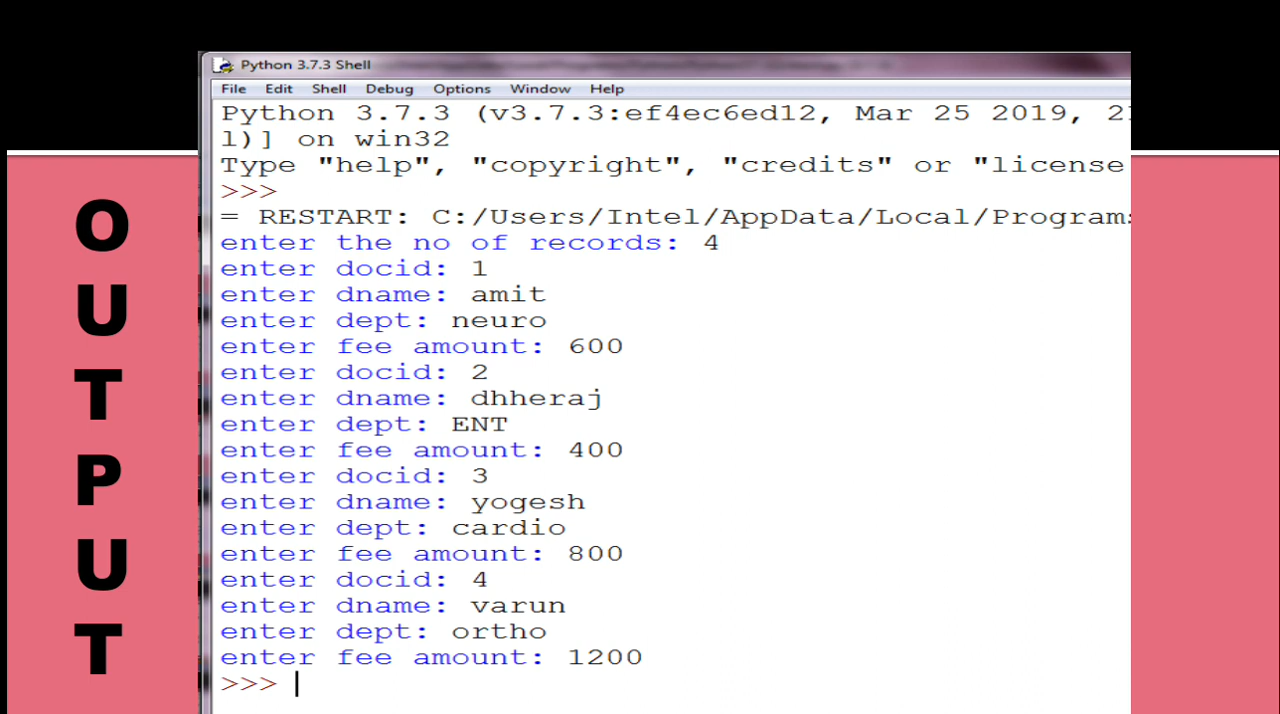 OUTPUT
Python 3.7.3 Shell
File Edit Shell Debug Options Window Help
Python 3.7.3 (v3.7.3:ef4ec6ed12, Mar 25 2019,
l)] on win32
Type "help", "copyright", "credits" or "license
>>>
= RESTART: C:/Users/Intel/AppData/Local/Programs
enter the no of records: 4
enter docid: 1
enter dname: amit
enter dept: neuro
enter fee amount: 600
enter docid: 2
enter dname: dhheraj
enter dept: ENT
enter fee amount: 400
enter docid: 3
enter dname: yogesh
enter dept: cardio
enter fee amount: 800
enter docid: 4
enter dname: varun
enter dept: ortho
enter fee amount: 1200
>>>